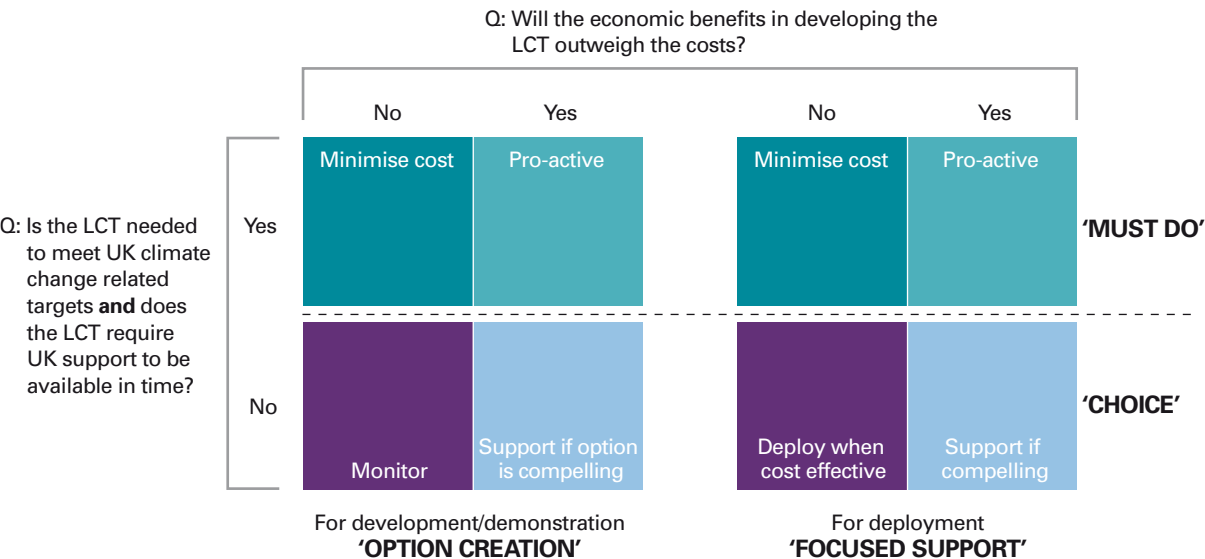 Q: Will the economic benefits in developing the
LCT outweigh the costs?
No
Yes
No
Yes
Minimise cost
Pro-active
Minimise cost
Pro-active
Q: Is the LCT needed
to meet UK climate
change related
targets and does
the LCT require
UK support to be
available in time?
Yes
'MUST DO'
No
'CHOICE'
Monitor
Support if option
is compelling
Deploy when
cost effective
Support if
compelling
For development/demonstration
'OPTION CREATION'
For deployment
'FOCUSED SUPPORT'